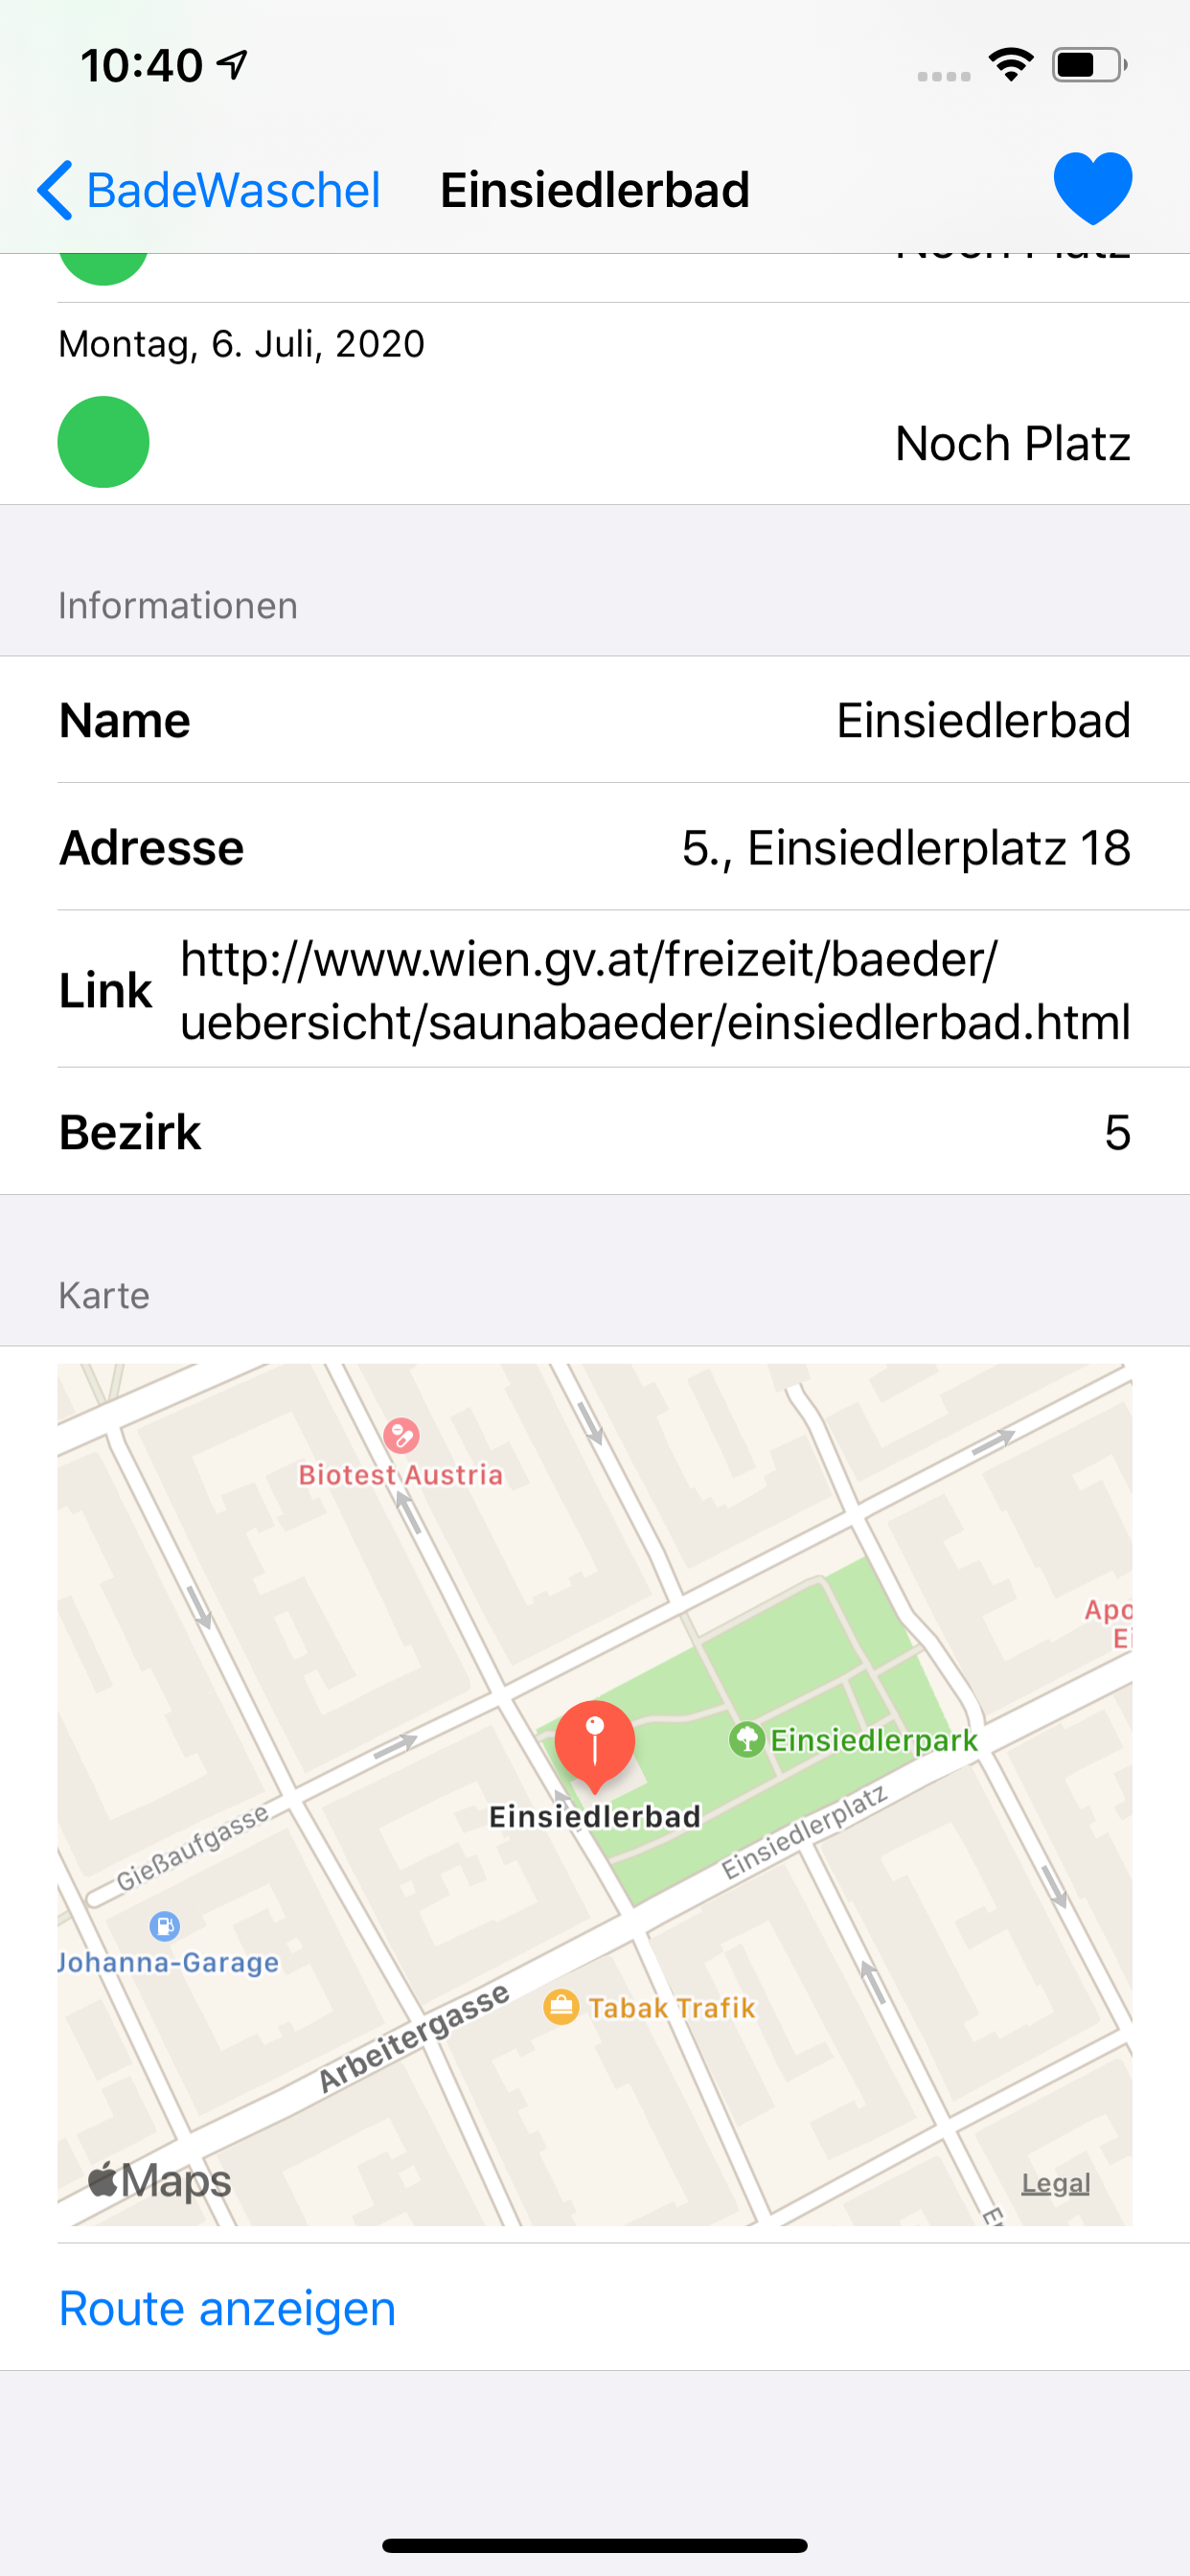 10:40
BadeWaschel
Einsiedlerbad
Noch Platz
Montag, 6. Juli, 2020
Noch Platz
Informationen
Name
Einsiedlerbad
Adresse
5., Einsiedlerplatz 18
Link
http://www.wien.gv.at/freizeit/baeder/
uebersicht/saunabaeder/einsiedlerbad.html
Bezirk
5
Karte
Biotest Austria
Apo
Ei
Einsiedlerpark
Einsiedlerbad
Einsiedlerplatz
Gießaufgasse
Johanna-Garage
Tabak Trafik
Arbeitergasse
Maps
Legal
Route anzeigen